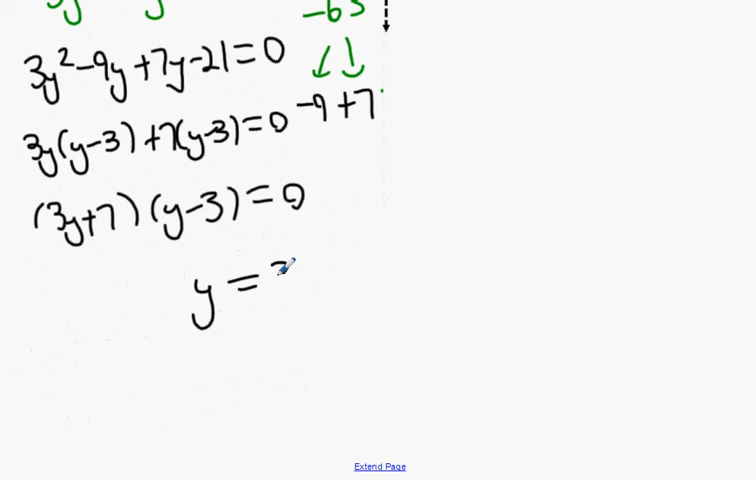 -63
3y²-9y+7y-21=0
-9 +7
3y(y-3)+7(y-3)=0
(3y+7)(y-3)=0
y=
Extend Page